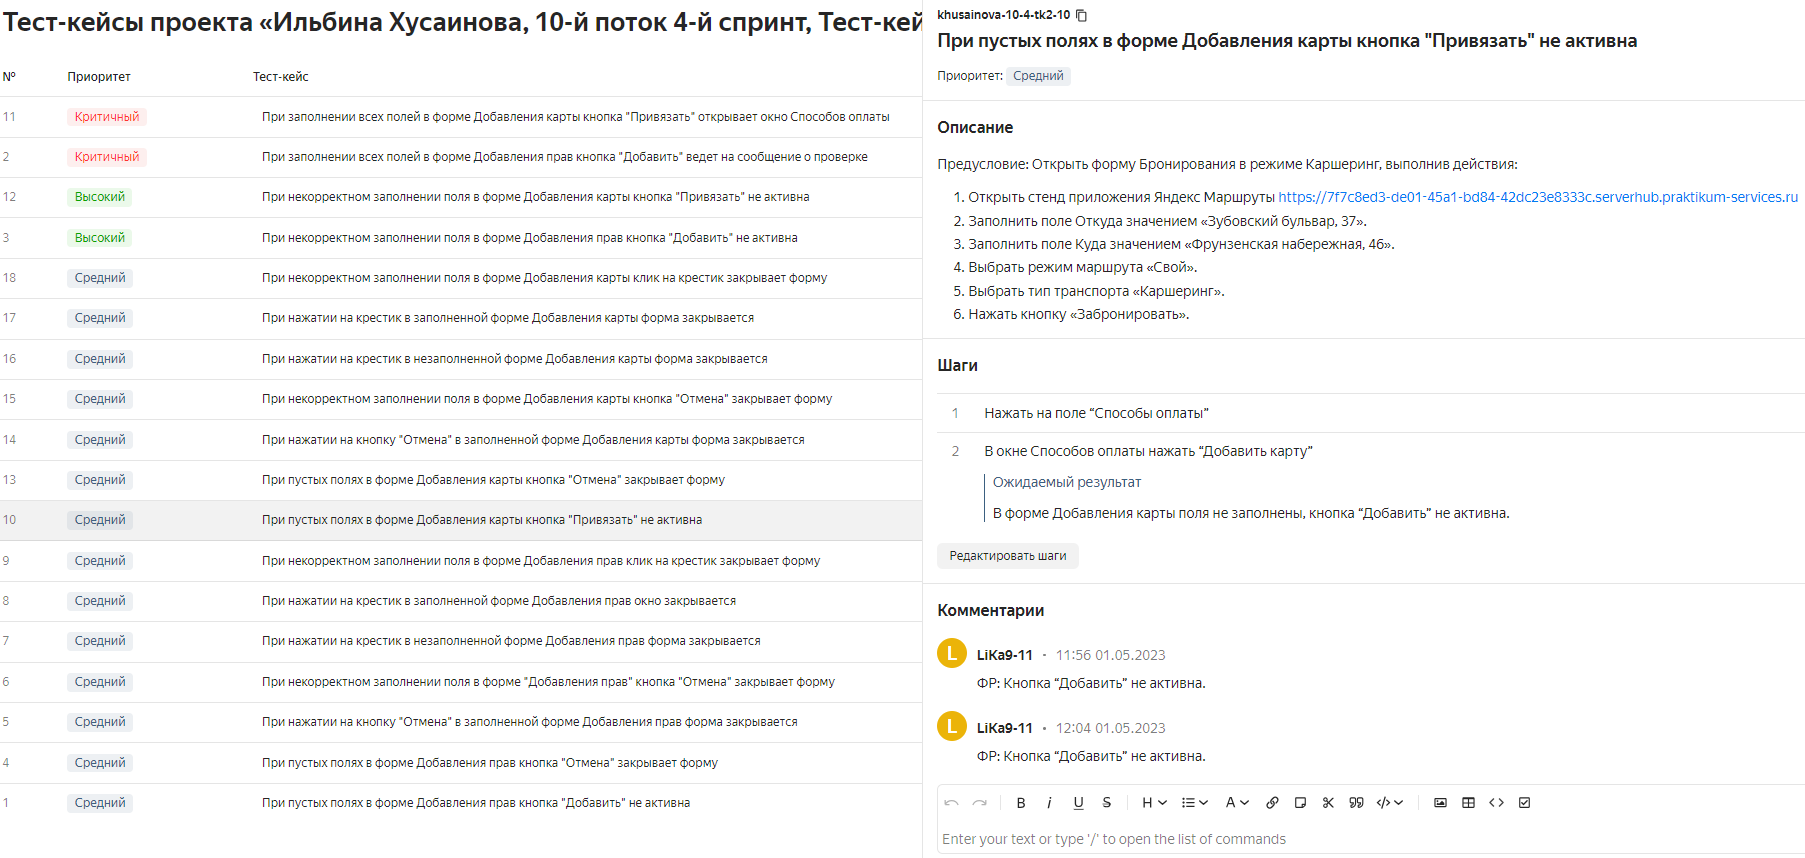 Тест-кейсы проекта «Ильбина Хусаинова, 10-й поток 4-й спринт, Тест-кей
№ Приоритет Тест-кейс
11 Критичный При заполнении всех полей в форме Добавления карты кнопка "Привязать" открывает окно Способов оплаты
2 Критичный При заполнении всех полей в форме Добавления прав кнопка "Добавить" ведет на сообщение о проверке
12 Высокий При некорректном заполнении поля в форме Добавления карты кнопка "Привязать" не активна
3 Высокий При некорректном заполнении поля в форме Добавления прав кнопка "Добавить" не активна
18 Средний При некорректном заполнении поля в форме Добавления карты клик на крестик закрывает форму
17 Средний При нажатии на крестик в заполненной форме Добавления карты форма закрывается
16 Средний При нажатии на крестик в незаполненной форме Добавления карты форма закрывается
15 Средний При некорректном заполнении поля в форме Добавления карты кнопка "Отмена" закрывает форму
14 Средний При нажатии на кнопку "Отмена" в заполненной форме Добавления карты форма закрывается
13 Средний При пустых полях в форме Добавления карты кнопка "Отмена" закрывает форму
10 Средний При пустых полях в форме Добавления карты кнопка "Привязать" не активна
9 Средний При некорректном заполнении поля в форме Добавления прав клик на крестик закрывает форму
8 Средний При нажатии на крестик в заполненной форме Добавления прав окно закрывается
7 Средний При нажатии на крестик в незаполненной форме Добавления прав форма закрывается
6 Средний При некорректном заполнении поля в форме "Добавления прав" кнопка "Отмена" закрывает форму
5 Средний При нажатии на кнопку "Отмена" в заполненной форме Добавления прав форма закрывается
4 Средний При пустых полях в форме Добавления прав кнопка "Отмена" закрывает форму
1 Средний При пустых полях в форме Добавления прав кнопка "Добавить" не активна
khusainova-10-4-tk2-10
При пустых полях в форме Добавления карты кнопка "Привязать" не активна
Приоритет: Средний
Описание
Предусловие: Открыть форму Бронирования в режиме Каршеринг, выполнив действия:
1. Открыть стенд приложения Яндекс Маршруты https://7f7c8ed3-de01-45a1-bd84-42dc23e8333c.serverhub.praktikum-services.ru
2. Заполнить поле Откуда значением «Зубовский бульвар, 37».
3. Заполнить поле Куда значением «Фрунзенская набережная, 46».
4. Выбрать режим маршрута «Свой».
5. Выбрать тип транспорта «Каршеринг».
6. Нажать кнопку «Забронировать».
Шаги
1 Нажать на поле “Способы оплаты”
2 В окне Способов оплаты нажать “Добавить карту”
Ожидаемый результат
В форме Добавления карты поля не заполнены, кнопка “Добавить” не активна.
Редактировать шаги
Комментарии
L LiKa9-11 • 11:56 01.05.2023
ФР: Кнопка “Добавить” не активна.
L LiKa9-11 • 12:04 01.05.2023
ФР: Кнопка “Добавить” не активна.
B i U S H A
Enter your text or type '/' to open the list of commands